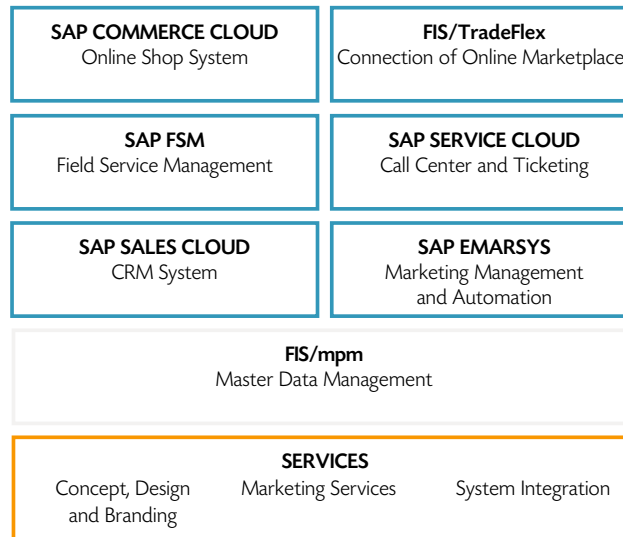 SAP COMMERCE CLOUD
Online Shop System
FIS/TradeFlex
Connection of Online Marketplace
SAP FSM
Field Service Management
SAP SERVICE CLOUD
Call Center and Ticketing
SAP SALES CLOUD
CRM System
SAP EMARSYS
Marketing Management
and Automation
FIS/mpm
Master Data Management
SERVICES
Concept, Design
and Branding
Marketing Services
System Integration